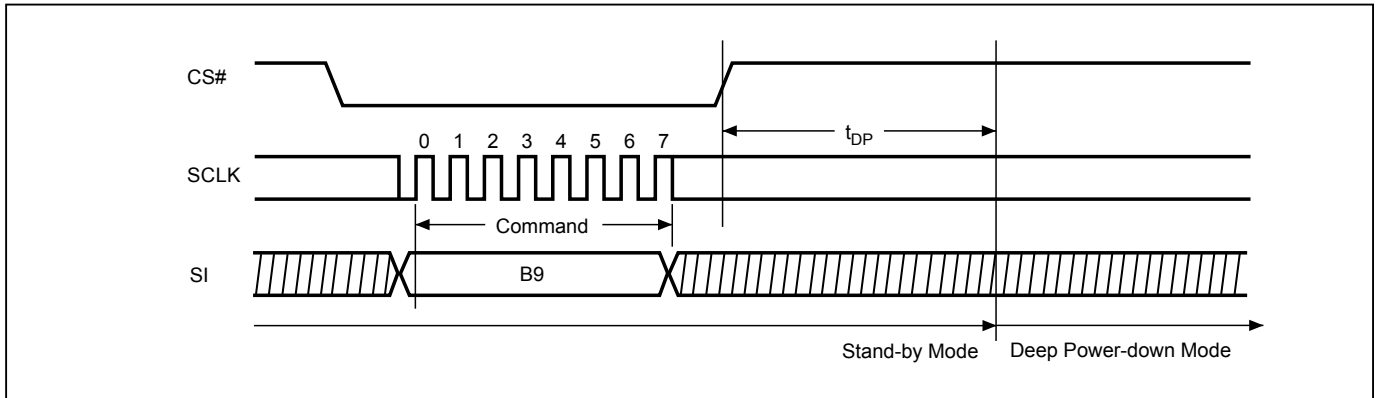 CS#
t_DP
0 1 2 3 4 5 6 7
SCLK
Command
SI
B9
Stand-by Mode
Deep Power-down Mode